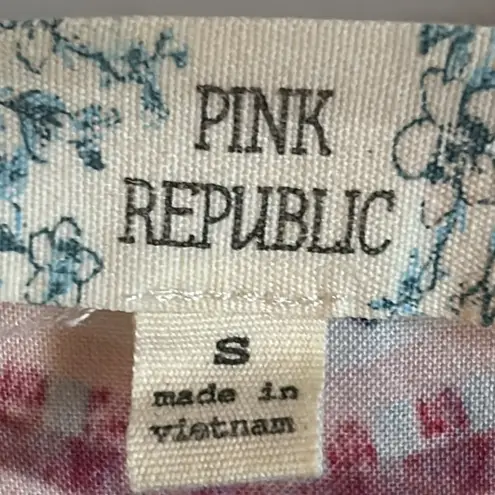 PINK
REPUBLIC
S
made in
vietnam